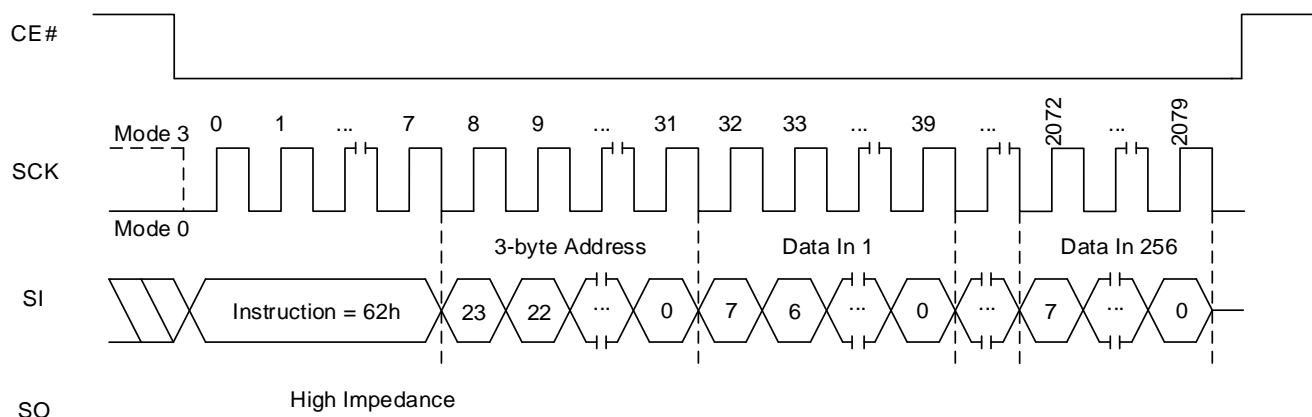 CE#
0 1 ... 7 8 9 ... 31 32 33 ... 39 ... 2072 ... 2079
Mode 3
SCK
Mode 0
3-byte Address Data In 1 Data In 256
SI Instruction = 62h 23 22 ... 0 7 6 ... 0 ... 7 ... 0
High Impedance
SO